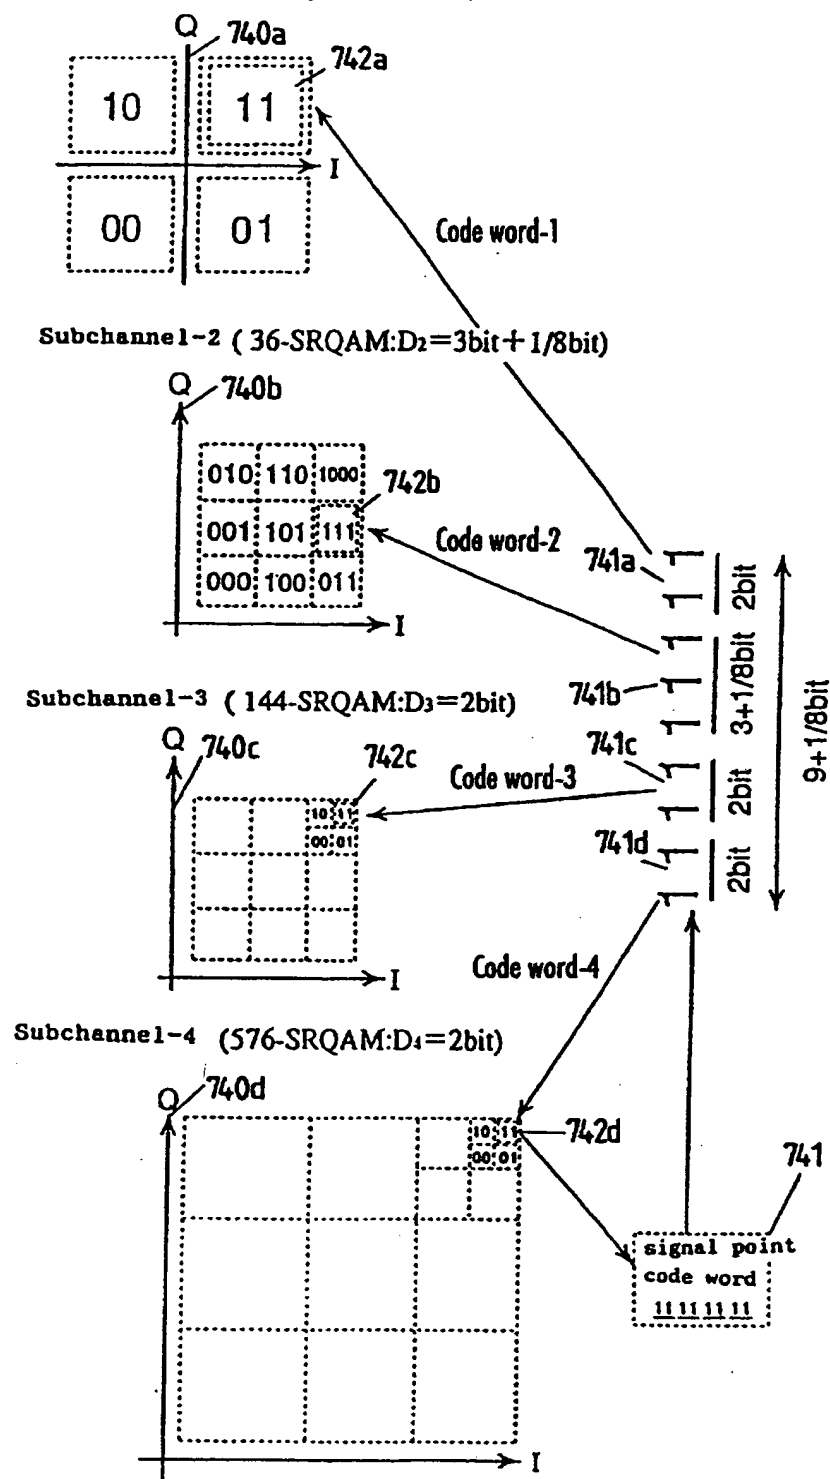 Q 740a
742a
10 11
I
00 01
Code word-1
Subchannel-2 ( 36-SRQAM:D2=3bit+1/8bit)
Q 740b
010 110 1000
742b
001 101 111
Code word-2
000 100 011
I
741a
2bit
741b
3+1/8bit
9+1/8bit
Subchannel-3 ( 144-SRQAM:D3=2bit)
Q 740c
742c
741c
Code word-3
10 11
00 01
2bit
I
741d
2bit
Code word-4
Subchannel-4 (576-SRQAM:D4=2bit)
Q 740d
10 11
742d
00 01
741
signal point
code word
11 11 11 11
I